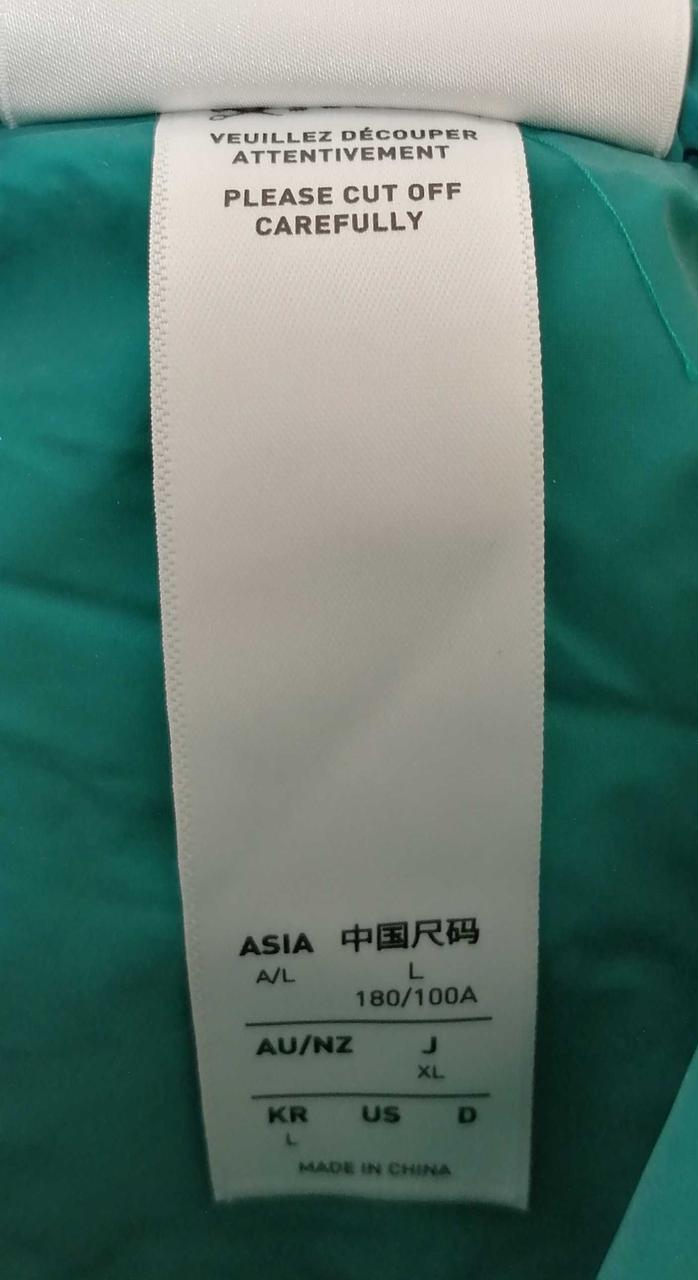 VEUILLEZ DÉCOUPER
ATTENTIVEMENT
PLEASE CUT OFF
CAREFULLY
ASIA 中国尺码
A/L L
180/100A
AU/NZ J
XL
KR US D
L
MADE IN CHINA